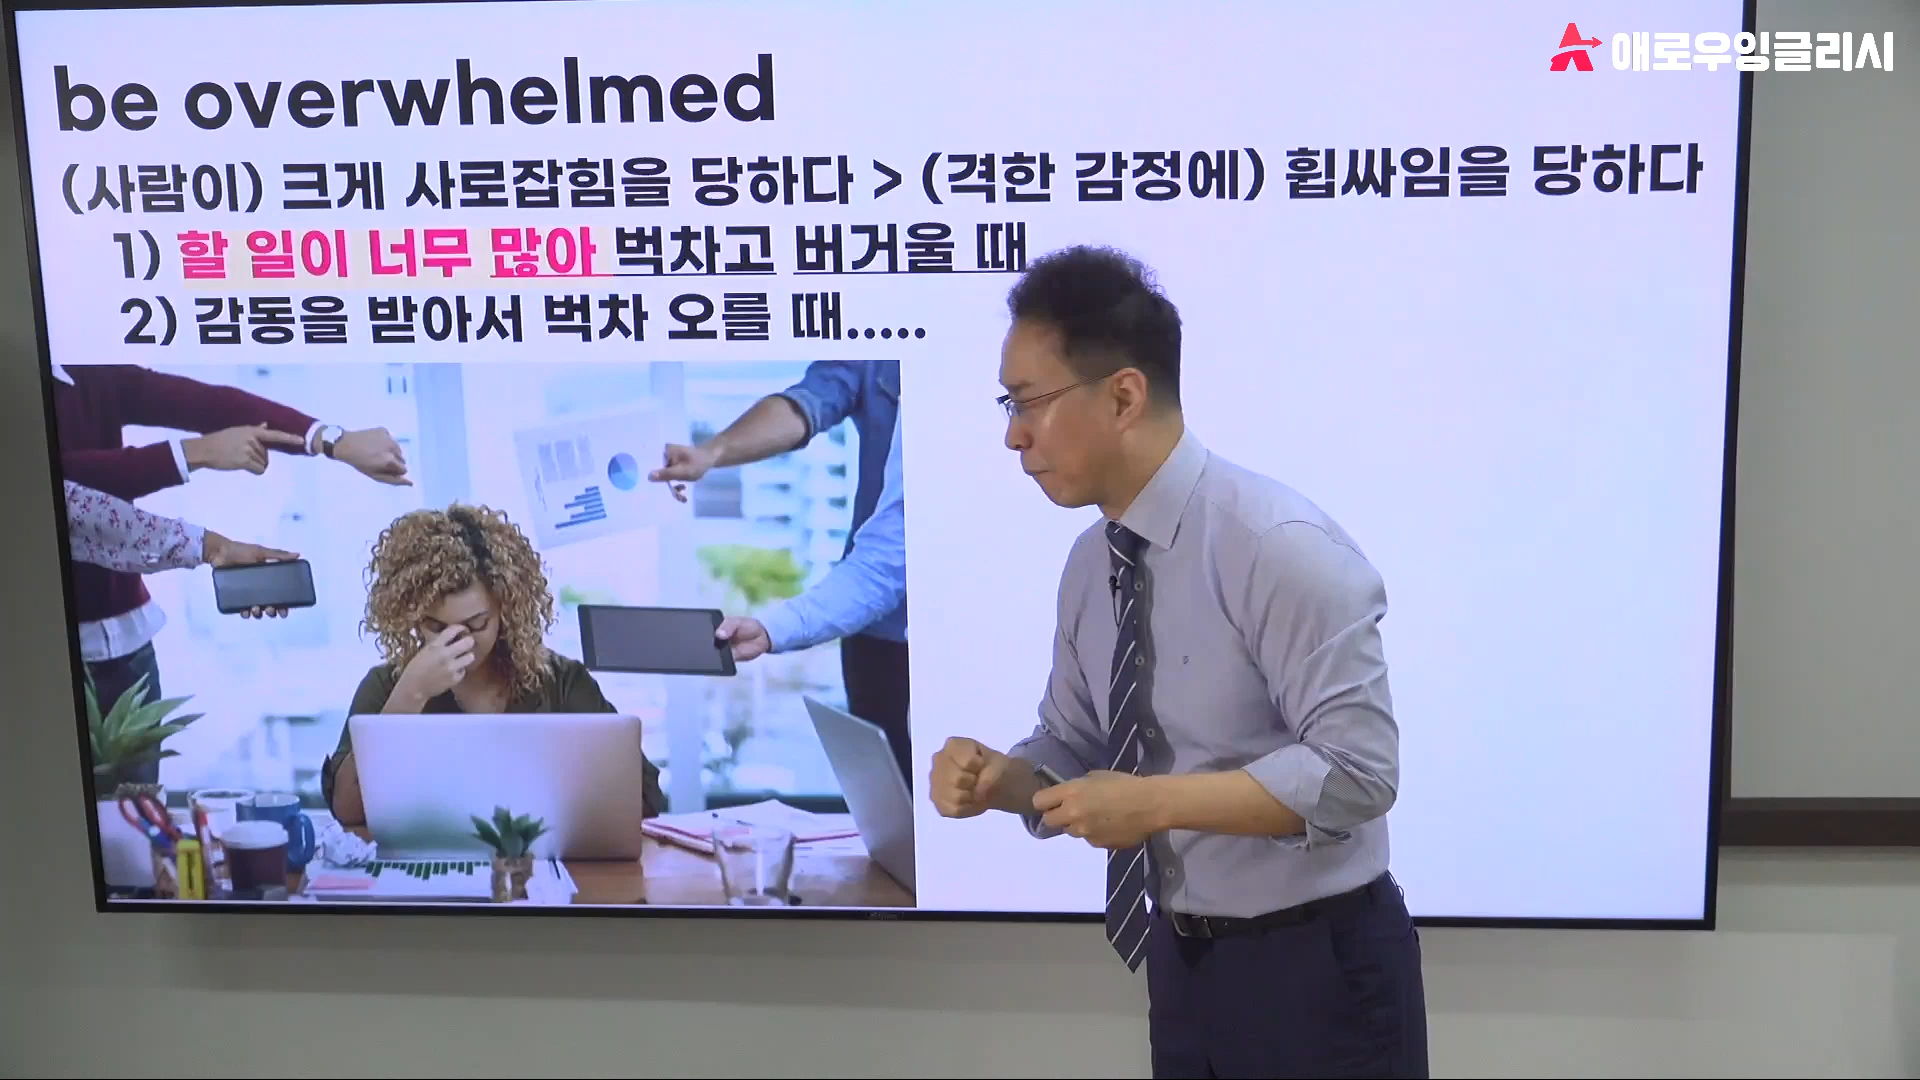 애로우잉글리시
be overwhelmed
(사람이) 크게 사로잡힘을 당하다 > (격한 감정에) 휩싸임을 당하다
1) 할 일이 너무 많아 벅차고 버거울 때
2) 감동을 받아서 벅차 오를 때.....